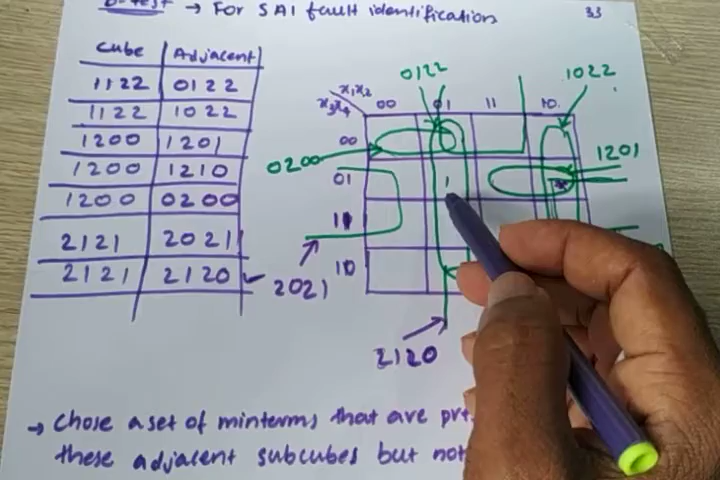 → For SA1 fault identification
33
Cube Adjacent
1122 0122
1122 1022
1200 1201
1200 1210
1200 0200
2121 2021
2121 2120
0122
1022
x1x2
x3x4
00 01 11 10
00
01
11
10
1
0200
1201
2021
2120
→ Chose a set of minterms that are
these adjacent subcubes but not